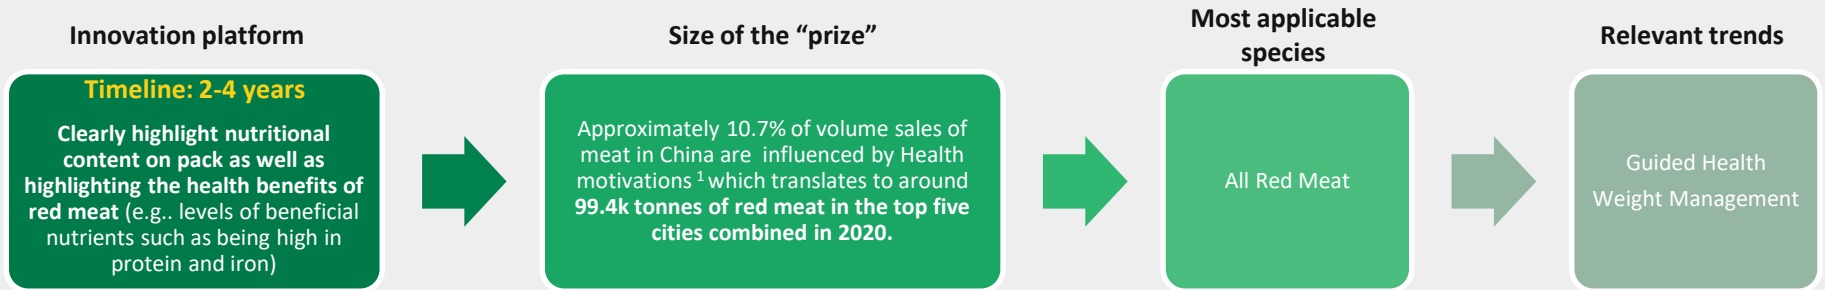 Innovation platform
Timeline: 2-4 years
Clearly highlight nutritional
content on pack as well as
highlighting the health benefits of
red meat (e.g.. levels of beneficial
nutrients such as being high in
protein and iron)
Size of the “prize”
Approximately 10.7% of volume sales of
meat in China are  influenced by Health
motivations 1 which translates to around
99.4k tonnes of red meat in the top five
cities combined in 2020.
Most applicable
species
All Red Meat
Relevant trends
Guided Health
Weight Management